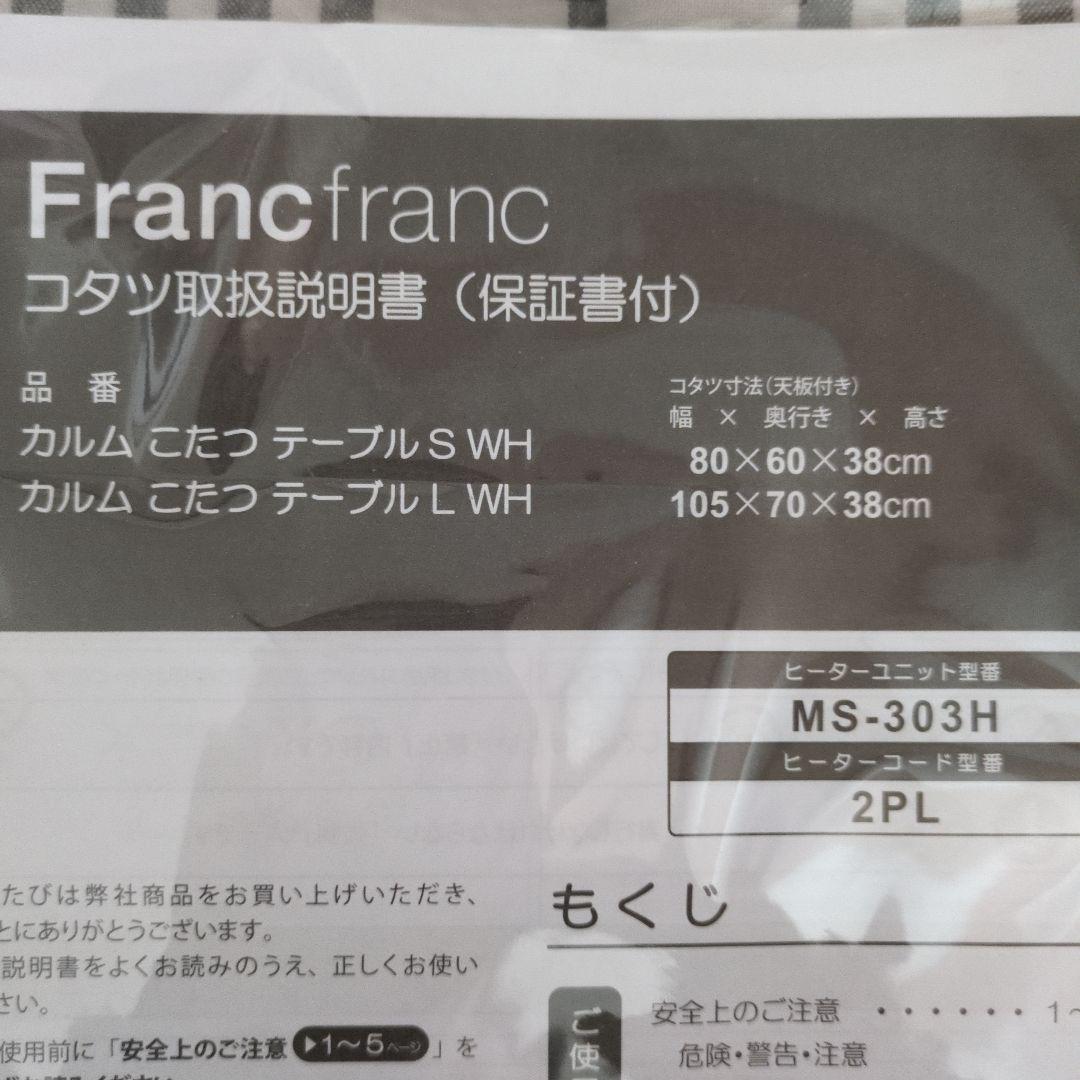 Francfranc
コタツ取扱説明書（保証書付）
品 番
カルム こたつ テーブル S WH
カルム こたつ テーブル L WH
コタツ寸法（天板付き）
幅 × 奥行き × 高さ
80×60×38cm
105×70×38cm
ヒーターユニット型番
MS-303H
ヒーターコード型番
2PL
たびは弊社商品をお買い上げいただき、
とにありがとうございます。
説明書をよくお読みのうえ、正しくお使い
さい。
使用前に「安全上のご注意 ▶1〜5ページ」を
もくじ
ご使
安全上のご注意 ・・・・・・ 1〜
危険・警告・注意